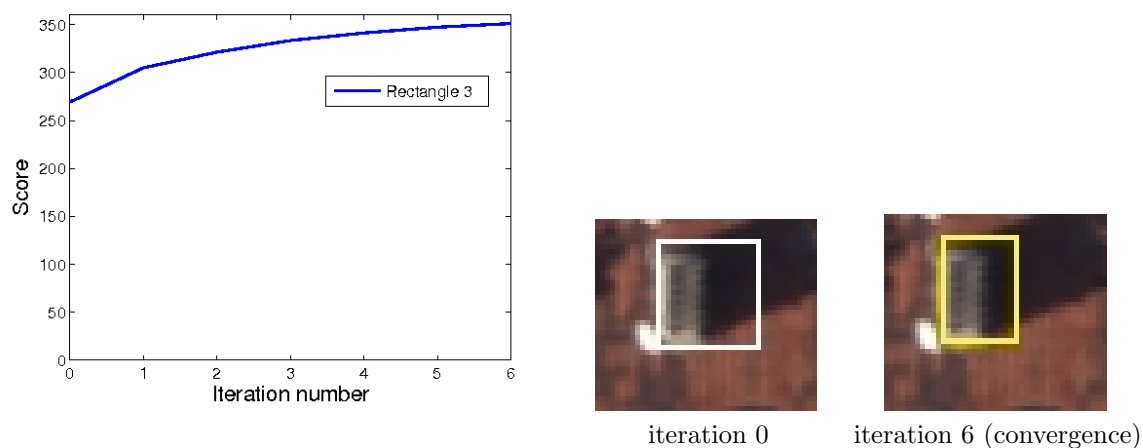 350
300
250
200
150
100
50
0
Score
Rectangle 3
0 1 2 3 4 5 6
Iteration number
iteration 0
iteration 6 (convergence)